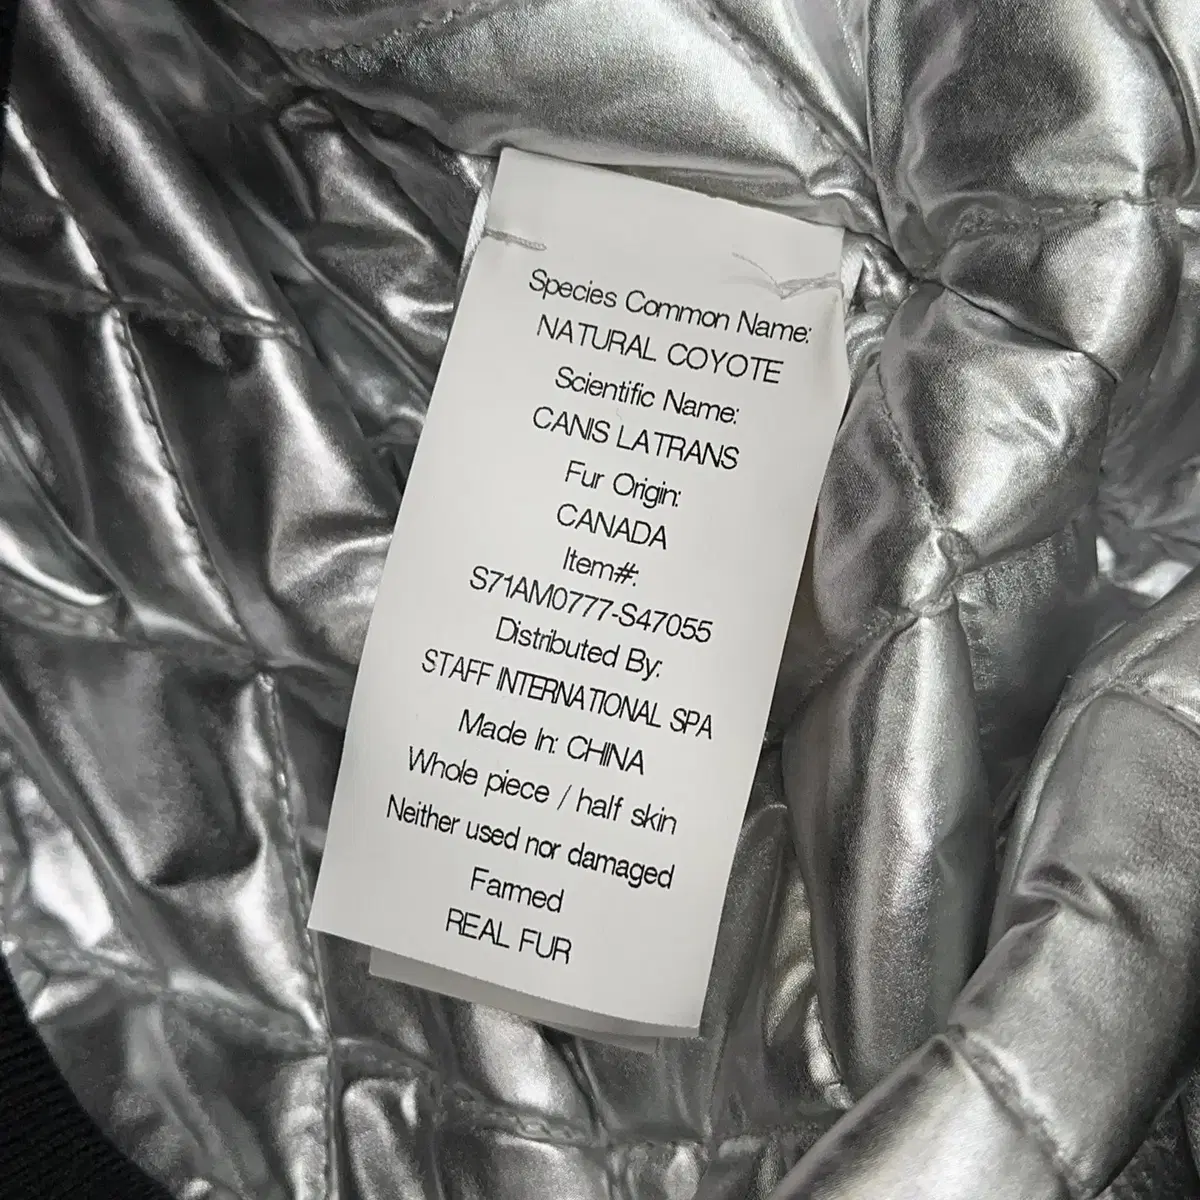 Species Common Name:
NATURAL COYOTE
Scientific Name:
CANIS LATRANS
Fur Origin:
CANADA
Item#:
S71AM0777-S47055
Distributed By:
STAFF INTERNATIONAL SPA
Made In: CHINA
Whole piece / half skin
Neither used nor damaged
Farmed
REAL FUR